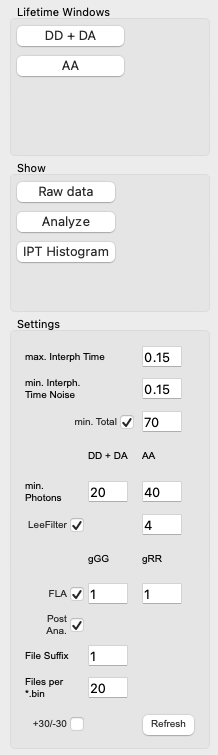 Lifetime Windows
DD + DA
AA
Show
Raw data
Analyze
IPT Histogram
Settings
max. Interph Time 0.15
min. Interph.
Time Noise 0.15
min. Total 70
DD + DA AA
min.
Photons 20 40
LeeFilter 4
gGG gRR
FLA 1 1
Post
Ana.
File Suffix 1
Files per
*.bin 20
+30/-30 Refresh